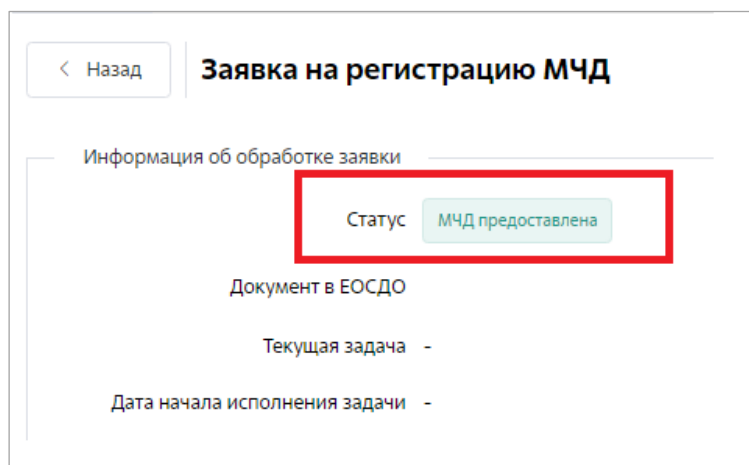 Назад
Заявка на регистрацию МЧД
Информация об обработке заявки
Статус МЧД предоставлена
Документ в ЕОСДО
Текущая задача -
Дата начала исполнения задачи -